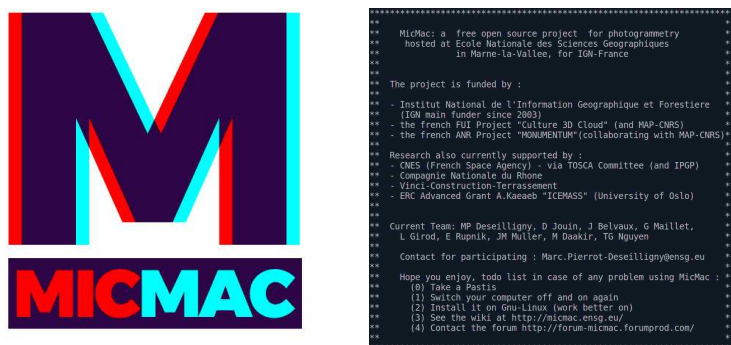 M
MICMAC
*************************************************************************
** *
** MicMac: a free open source project for photogrammetry *
** hosted at Ecole Nationale des Sciences Geographiques *
** in Marne-la-Vallee, for IGN-France *
** *
** *
** The project is funded by : *
** *
** - Institut National de l'Information Geographique et Forestiere *
** (IGN main funder since 2003) *
** - the french FUI Project "Culture 3D Cloud" (and MAP-CNRS) *
** - the french ANR Project "MONUMENTUM"(collaborating with MAP-CNRS)*
** *
** Research also currently supported by : *
** - CNES (French Space Agency) - via TOSCA Committee (and IPGP) *
** - Compagnie Nationale du Rhone *
** - Vinci-Construction-Terrassement *
** - ERC Advanced Grant A.Kaeaeb "ICEMASS" (University of Oslo) *
** *
** *
** Current Team: MP Deseilligny, D Jouin, J Belvaux, G Maillet, *
** L Girod, E Rupnik, JM Muller, M Daakir, TG Nguyen *
** *
** Contact for participating : Marc.Pierrot-Deseilligny@ensg.eu *
** *
** Hope you enjoy, todo list in case of any problem using MicMac : *
** (0) Take a Pastis *
** (1) Switch your computer off and on again *
** (2) Install it on Gnu-Linux (work better on) *
** (3) See the wiki at http://micmac.ensg.eu/ *
** (4) Contact the forum http://forum-micmac.forumprod.com/ *
** *